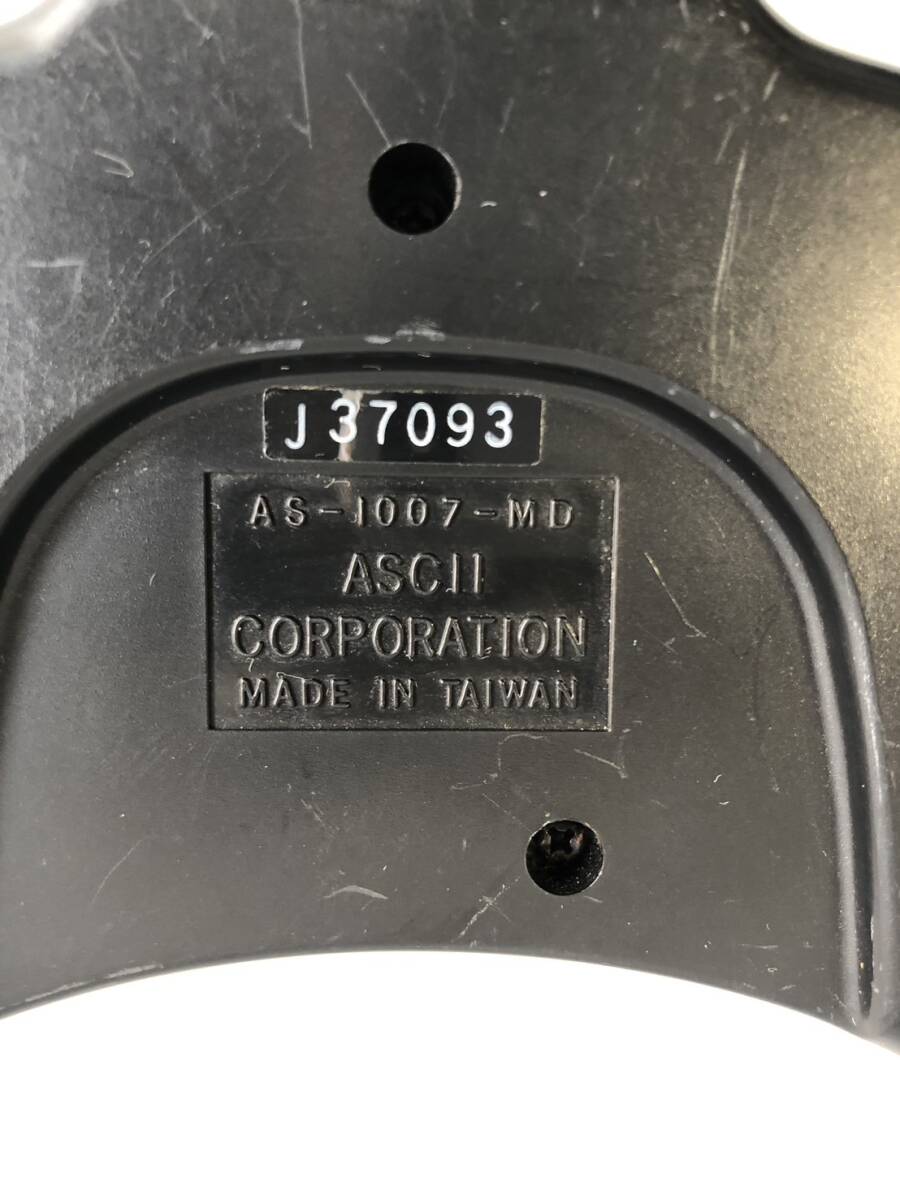 J37093
AS-1007-MD
ASCII
CORPORATION
MADE IN TAIWAN